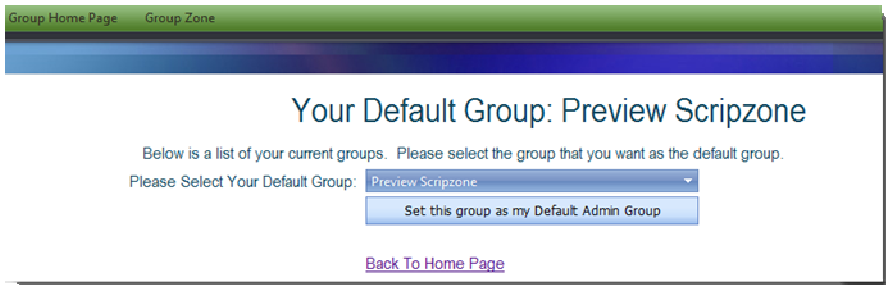 Group Home Page Group Zone
Your Default Group: Preview Scripzone
Below is a list of your current groups. Please select the group that you want as the default group.
Please Select Your Default Group: Preview Scripzone
Set this group as my Default Admin Group
Back To Home Page